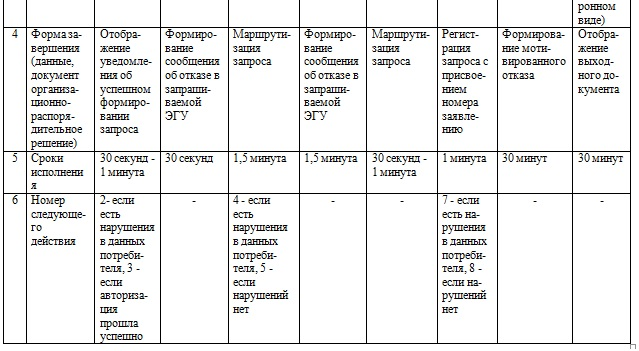 ронном
виде)
4
Форма за-
вершения
(данные,
документ
организа-
ционно-
распоря-
дительное
решение)
Отобра-
жение
уведомле-
ния об
успешном
формиро-
вании
запроса
Формиро-
вание
сообщения
об отказе в
запраши-
ваемой
ЭГУ
Маршрути-
зация
запроса
Формиро-
вание
сообщения
об отказе в
запраши-
ваемой
ЭГУ
Маршрути-
зация
запроса
Регист-
рация
запроса с
присвое-
нием
номера
заявле-
нию
Формирова-
ние моти-
вированного
отказа
Отобра-
жение
выход-
ного до-
кумента
5
Сроки
исполнени
я
30 секунд -
1 минута
30 секунд
1,5 минута
1,5 минута
30 секунд -
1 минута
1 минута
30 минут
30 минут
6
Номер
следующе-
го
действия
2- если
есть
нарушения
в данных
потреби-
теля, 3 -
если
авториза-
ция
прошла
успешно
-
4 - если
есть
нарушения
в данных
потреби-
теля, 5 -
если
нарушений
нет
-
-
7 - если
есть на-
рушения
в данных
потреби-
теля, 8 -
если на-
рушений
нет
-
-